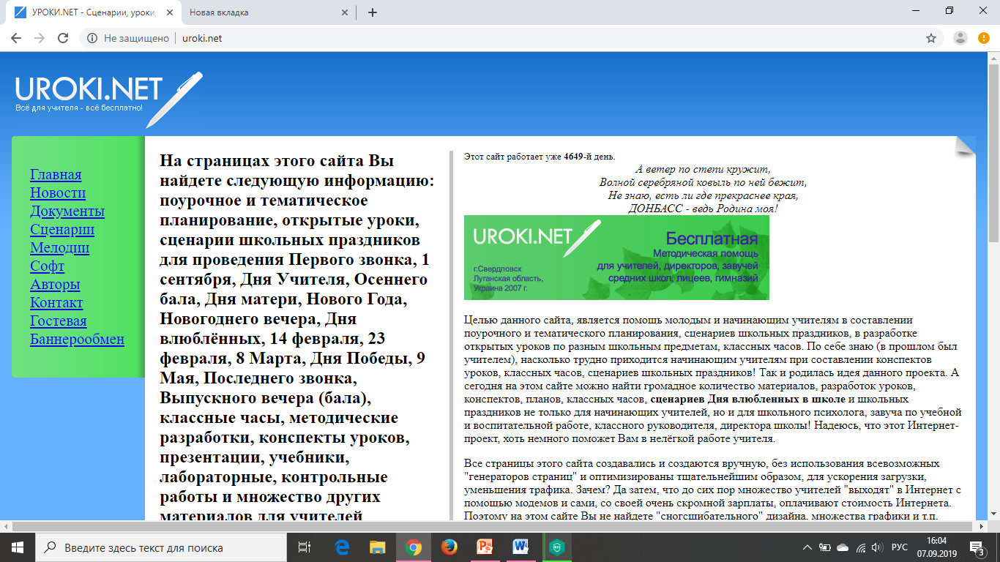 УРОКИ.NET - Сценарии, уроки,
Новая вкладка
Не защищено
uroki.net
UROKI.NET
Всё для учителя - всё бесплатно!
Главная
Новости
Документы
Сценарии
Мелодии
Софт
Авторы
Контакт
Гостевая
Баннерообмен
На страницах этого сайта Вы
найдете следующую информацию:
поурочное и тематическое
планирование, открытые уроки,
сценарии школьных праздников
для проведения Первого звонка, 1
сентября, Дня Учителя, Осеннего
бала, Дня матери, Нового Года,
Новогоднего вечера, Дня
влюблённых, 14 февраля, 23
февраля, 8 Марта, Дня Победы, 9
Мая, Последнего звонка,
Выпускного вечера (бала),
классные часы, методические
разработки, конспекты уроков,
презентации, учебники,
лабораторные, контрольные
работы и множество других
материалов для учителей
Этот сайт работает уже 4649-й день.
А ветер по степи кружит,
Волной серебряной ковыль по ней бежит,
Не знаю, есть ли где прекраснее края,
ДОНБАСС - ведь Родина моя!
UROKI.NET
г.Свердловск
Луганская область,
Украина 2007 г.
Бесплатная
Методическая помощь
для учителей, директоров, завучей
средних школ, лицеев, гимназий
Целью данного сайта, является помощь молодым и начинающим учителям в составлении
поурочного и тематического планирования, сценариев школьных праздников, в разработке
открытых уроков по разным школьным предметам, классных часов. По себе знаю (в прошлом был
учителем), насколько трудно приходится начинающим учителям при составлении конспектов
уроков, классных часов, сценариев школьных праздников! Так и родилась идея данного проекта. А
сегодня на этом сайте можно найти громадное количество материалов, разработок уроков,
конспектов, планов, классных часов, сценариев Дня влюбленных в школе и школьных
праздников не только для начинающих учителей, но и для школьного психолога, завуча по учебной
и воспитательной работе, классного руководителя, директора школы! Надеюсь, что этот Интернет-
проект, хоть немного поможет Вам в нелёгкой работе учителя.
Все страницы этого сайта создавались и создаются вручную, без использования всевозможных
"генераторов страниц" и оптимизированы тщательнейшим образом, для ускорения загрузки,
уменьшения трафика. Зачем? Да затем, что до сих пор множество учителей "выходят" в Интернет с
помощью модемов и сами, со своей очень скромной зарплаты, оплачивают стоимость Интернета.
Поэтому на этом сайте Вы не найдете "сногсшибательного" дизайна, множества графики и т.п.
Введите здесь текст для поиска
РУС
16:04
07.09.2019
3